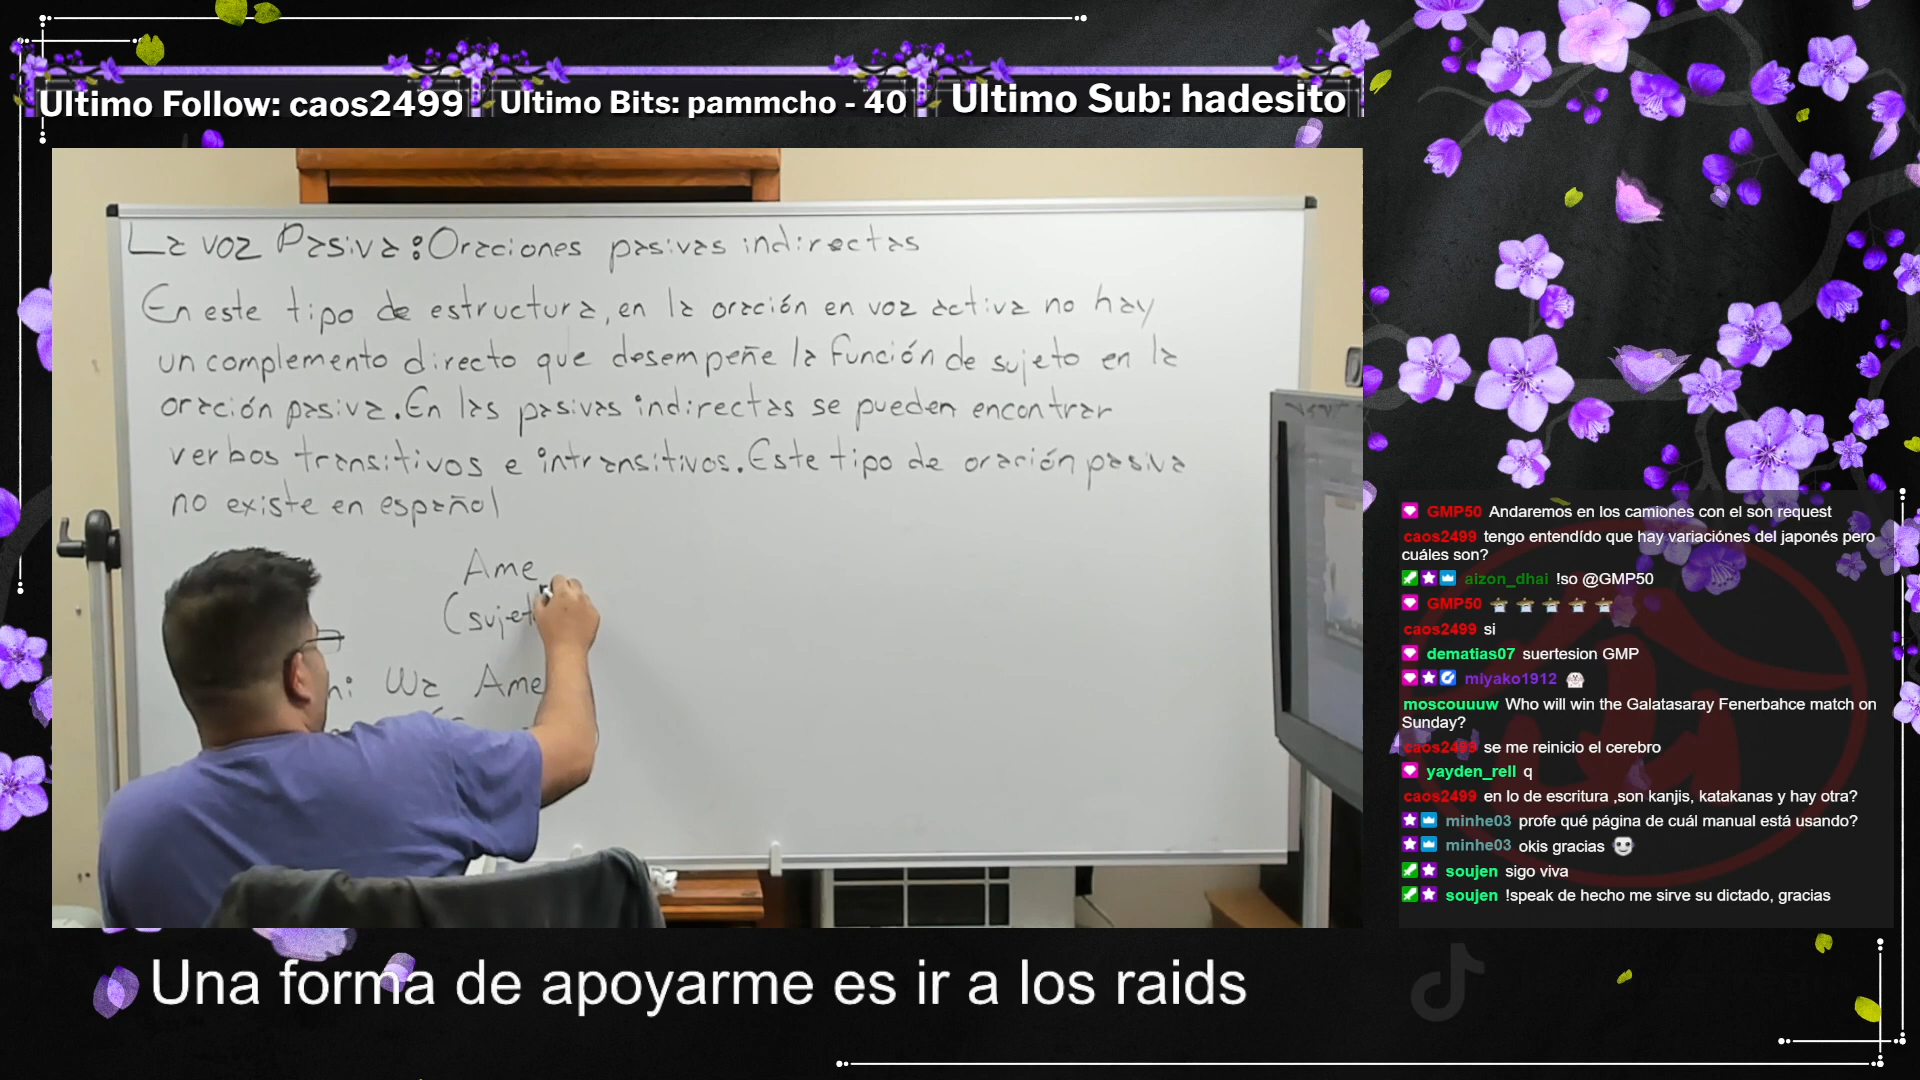 Ultimo Follow: caos2499
Ultimo Bits: pammcho - 40
Ultimo Sub: hadesito
La voz Pasiva: Oraciones pasivas indirectas
En este tipo de estructura, en la oración en voz activa no hay
un complemento directo que desempeñe la función de sujeto en la
oración pasiva. En las pasivas indirectas se pueden encontrar
verbos transitivos e intransitivos. Este tipo de oración pasiva
no existe en español
Ame
(sujet
ni Wa Ame
GMP50 Andaremos en los camiones con el son request
caos2499 tengo entendído que hay variaciónes del japonés pero
cuáles son?
aizon_dhai !so @GMP50
GMP50
caos2499 si
dematias07 suertesion GMP
miyako1912
moscouuuw Who will win the Galatasaray Fenerbahce match on
Sunday?
caos2499 se me reinicio el cerebro
yayden_rell q
caos2499 en lo de escritura ,son kanjis, katakanas y hay otra?
minhe03 profe qué página de cuál manual está usando?
minhe03 okis gracias
soujen sigo viva
soujen !speak de hecho me sirve su dictado, gracias
Una forma de apoyarme es ir a los raids